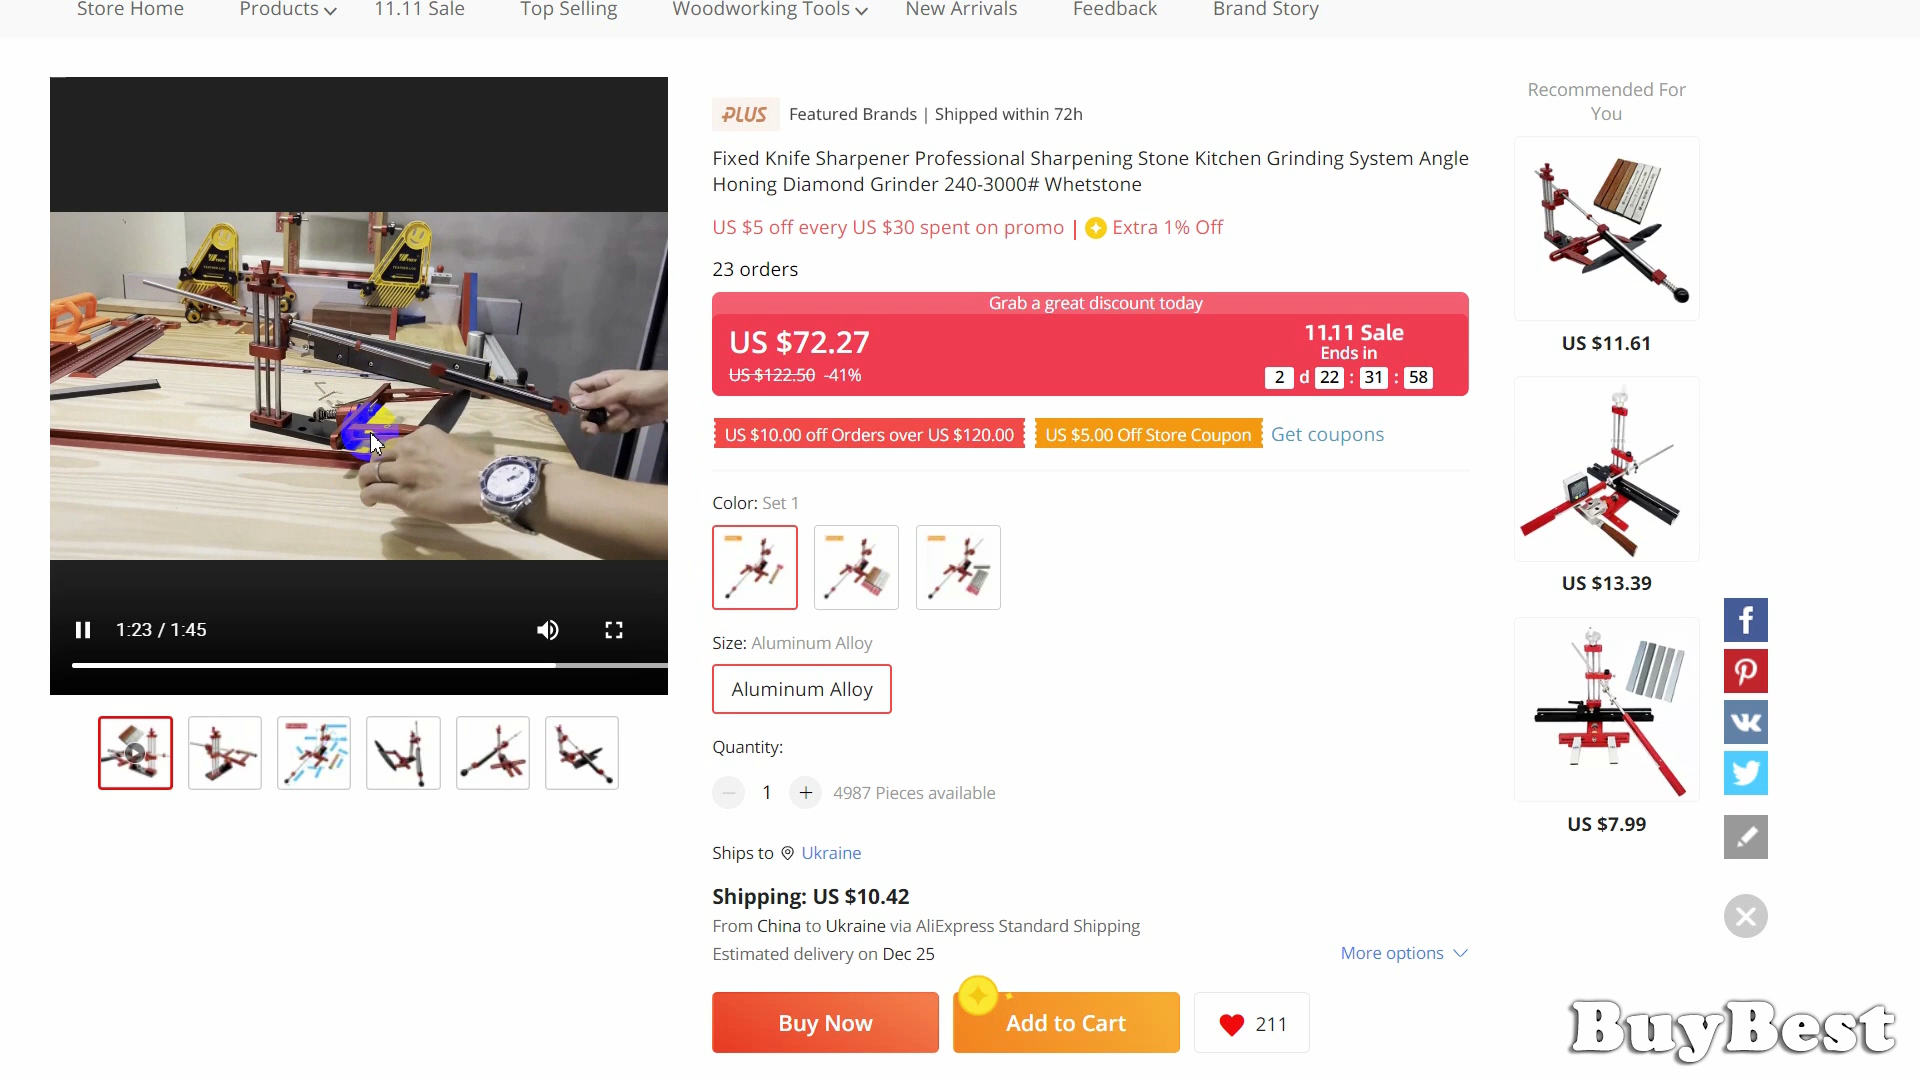 Store Home Products 11.11 Sale Top Selling Woodworking Tools New Arrivals Feedback Brand Story
PLUS Featured Brands | Shipped within 72h
Fixed Knife Sharpener Professional Sharpening Stone Kitchen Grinding System Angle
Honing Diamond Grinder 240-3000# Whetstone
US $5 off every US $30 spent on promo | Extra 1% Off
23 orders
Grab a great discount today
US $72.27
US $122.50 -41%
11.11 Sale
Ends in
2 d 22 : 31 : 58
US $10.00 off Orders over US $120.00 US $5.00 Off Store Coupon Get coupons
Color: Set 1
Size: Aluminum Alloy
Aluminum Alloy
Quantity:
1 + 4987 Pieces available
Ships to Ukraine
Shipping: US $10.42
From China to Ukraine via AliExpress Standard Shipping
Estimated delivery on Dec 25
More options
Buy Now Add to Cart 211
1:23 / 1:45
Recommended For
You
US $11.61
US $13.39
US $7.99
BuyBest